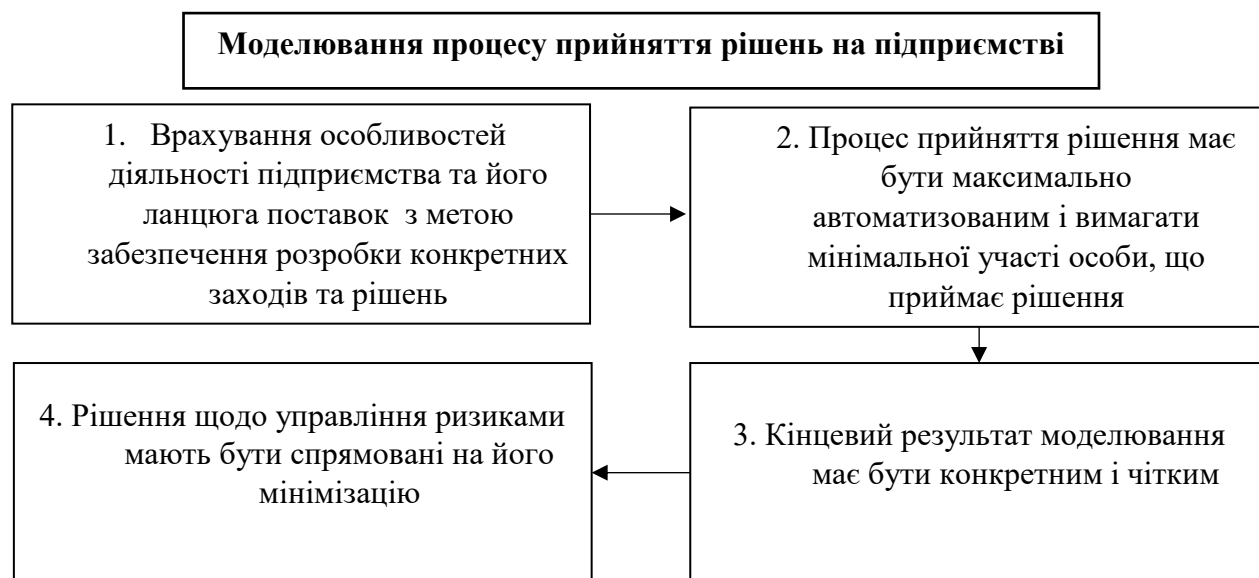 Моделювання процесу прийняття рішень на підприємстві
1. Врахування особливостей
діяльності підприємства та його
ланцюга поставок з метою
забезпечення розробки конкретних
заходів та рішень
2. Процес прийняття рішення має
бути максимально
автоматизованим і вимагати
мінімальної участі особи, що
приймає рішення
3. Кінцевий результат моделювання
має бути конкретним і чітким
4. Рішення щодо управління ризиками
мають бути спрямовані на його
мінімізацію